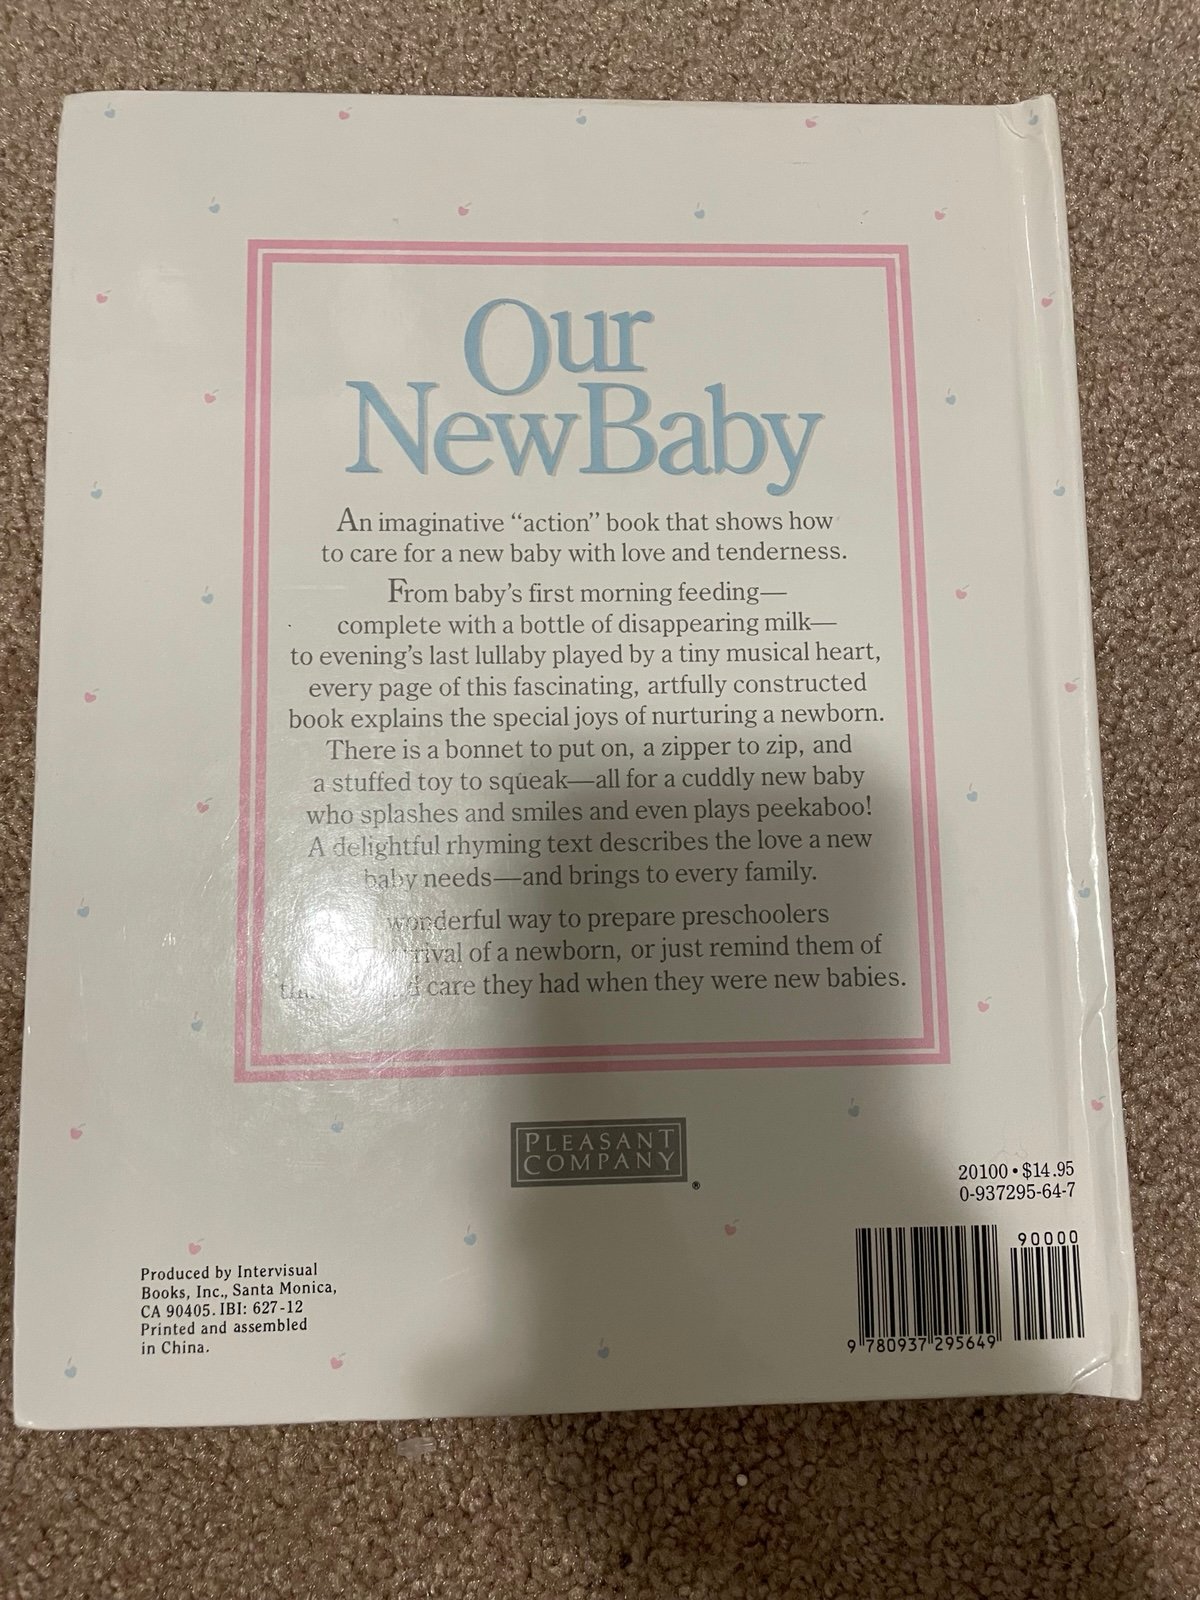 Our
New Baby
An imaginative “action” book that shows how
to care for a new baby with love and tenderness.
From baby’s first morning feeding—
complete with a bottle of disappearing milk—
to evening’s last lullaby played by a tiny musical heart,
every page of this fascinating, artfully constructed
book explains the special joys of nurturing a newborn.
There is a bonnet to put on, a zipper to zip, and
a stuffed toy to squeak—all for a cuddly new baby
who splashes and smiles and even plays peekaboo!
A delightful rhyming text describes the love a new
baby needs—and brings to every family.
wonderful way to prepare preschoolers
of a newborn, or just remind them of
care they had when they were new babies.
PLEASANT
COMPANY
®
20100 • $14.95
0-937295-64-7
90000
9 780937 295649
Produced by Intervisual
Books, Inc., Santa Monica,
CA 90405. IBI: 627-12
Printed and assembled
in China.